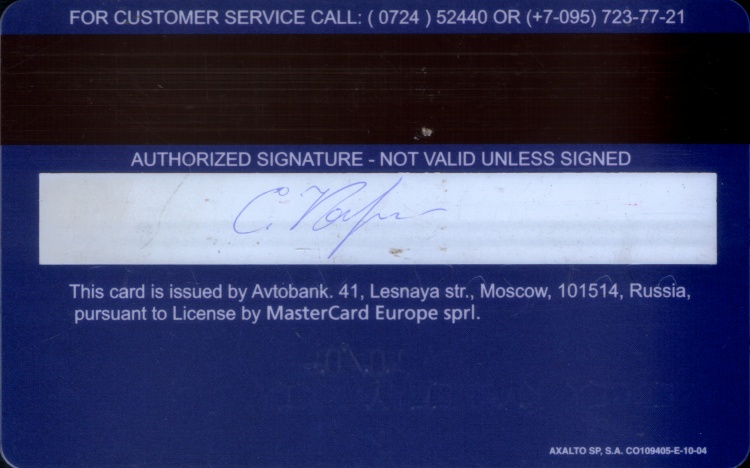 FOR CUSTOMER SERVICE CALL: ( 0724 ) 52440 OR (+7-095) 723-77-21
AUTHORIZED SIGNATURE - NOT VALID UNLESS SIGNED
This card is issued by Avtobank. 41, Lesnaya str., Moscow, 101514, Russia,
pursuant to License by MasterCard Europe sprl.
AXALTO SP, S.A. CO109405-E-10-04